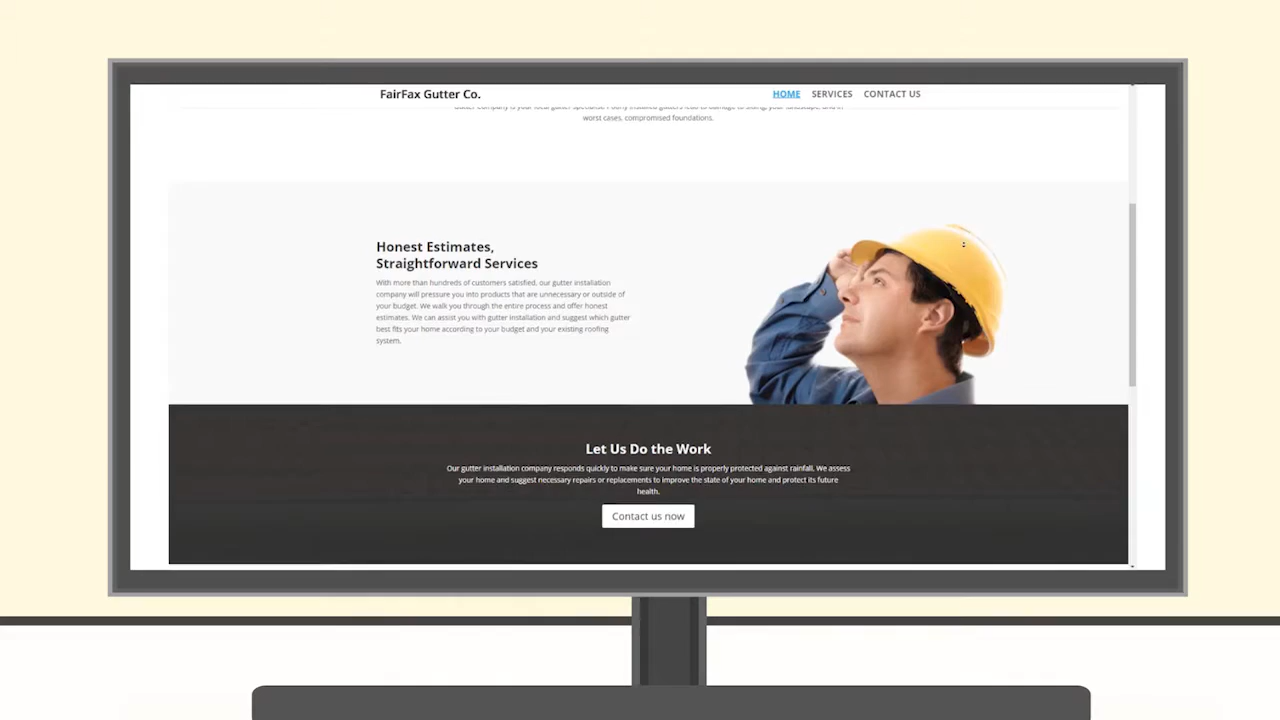 FairFax Gutter Co.
HOME SERVICES CONTACT US
worst cases, compromised foundations.
Honest Estimates,
Straightforward Services
With more than hundreds of customers satisfied, our gutter installation
company will pressure you into products that are unnecessary or outside of
your budget. We walk you through the entire process and offer honest
estimates. We can assist you with gutter installation and suggest which gutter
best fits your home according to your budget and your existing roofing
system.
Let Us Do the Work
Our gutter installation company responds quickly to make sure your home is properly protected against rainfall. We assess
your home and suggest necessary repairs or replacements to improve the state of your home and protect its future
health.
Contact us now